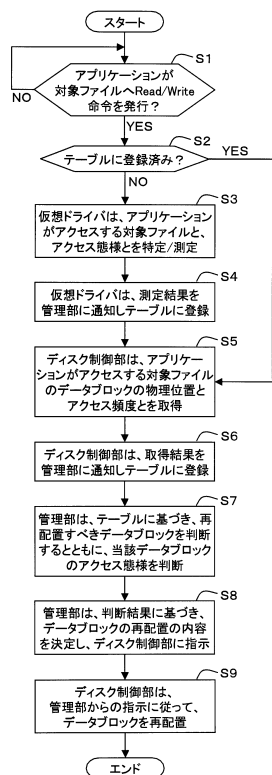 スタート
S1
アプリケーションが
対象ファイルへRead/Write
命令を発行？
NO
YES
S2
テーブルに登録済み？
YES
NO
S3
仮想ドライバは、アプリケーション
がアクセスする対象ファイルと、
アクセス態様とを特定/測定
S4
仮想ドライバは、測定結果を
管理部に通知しテーブルに登録
S5
ディスク制御部は、アプリケー
ションがアクセスする対象ファイル
のデータブロックの物理位置と
アクセス頻度とを取得
S6
ディスク制御部は、取得結果を
管理部に通知しテーブルに登録
S7
管理部は、テーブルに基づき、再
配置すべきデータブロックを判断
するとともに、当該データブロック
のアクセス態様を判断
S8
管理部は、判断結果に基づき、
データブロックの再配置の内容
を決定し、ディスク制御部に指示
S9
ディスク制御部は、
管理部からの指示に従って、
データブロックを再配置
エンド